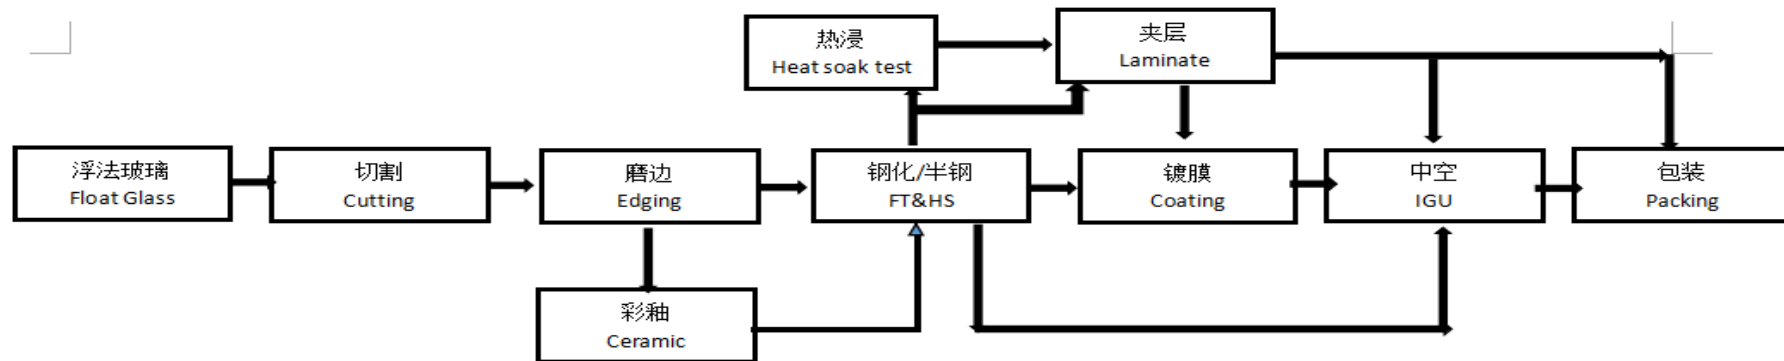 热浸
Heat soak test
夹层
Laminate
浮法玻璃
Float Glass
切割
Cutting
磨边
Edging
钢化/半钢
FT&HS
镀膜
Coating
中空
IGU
包装
Packing
彩釉
Ceramic